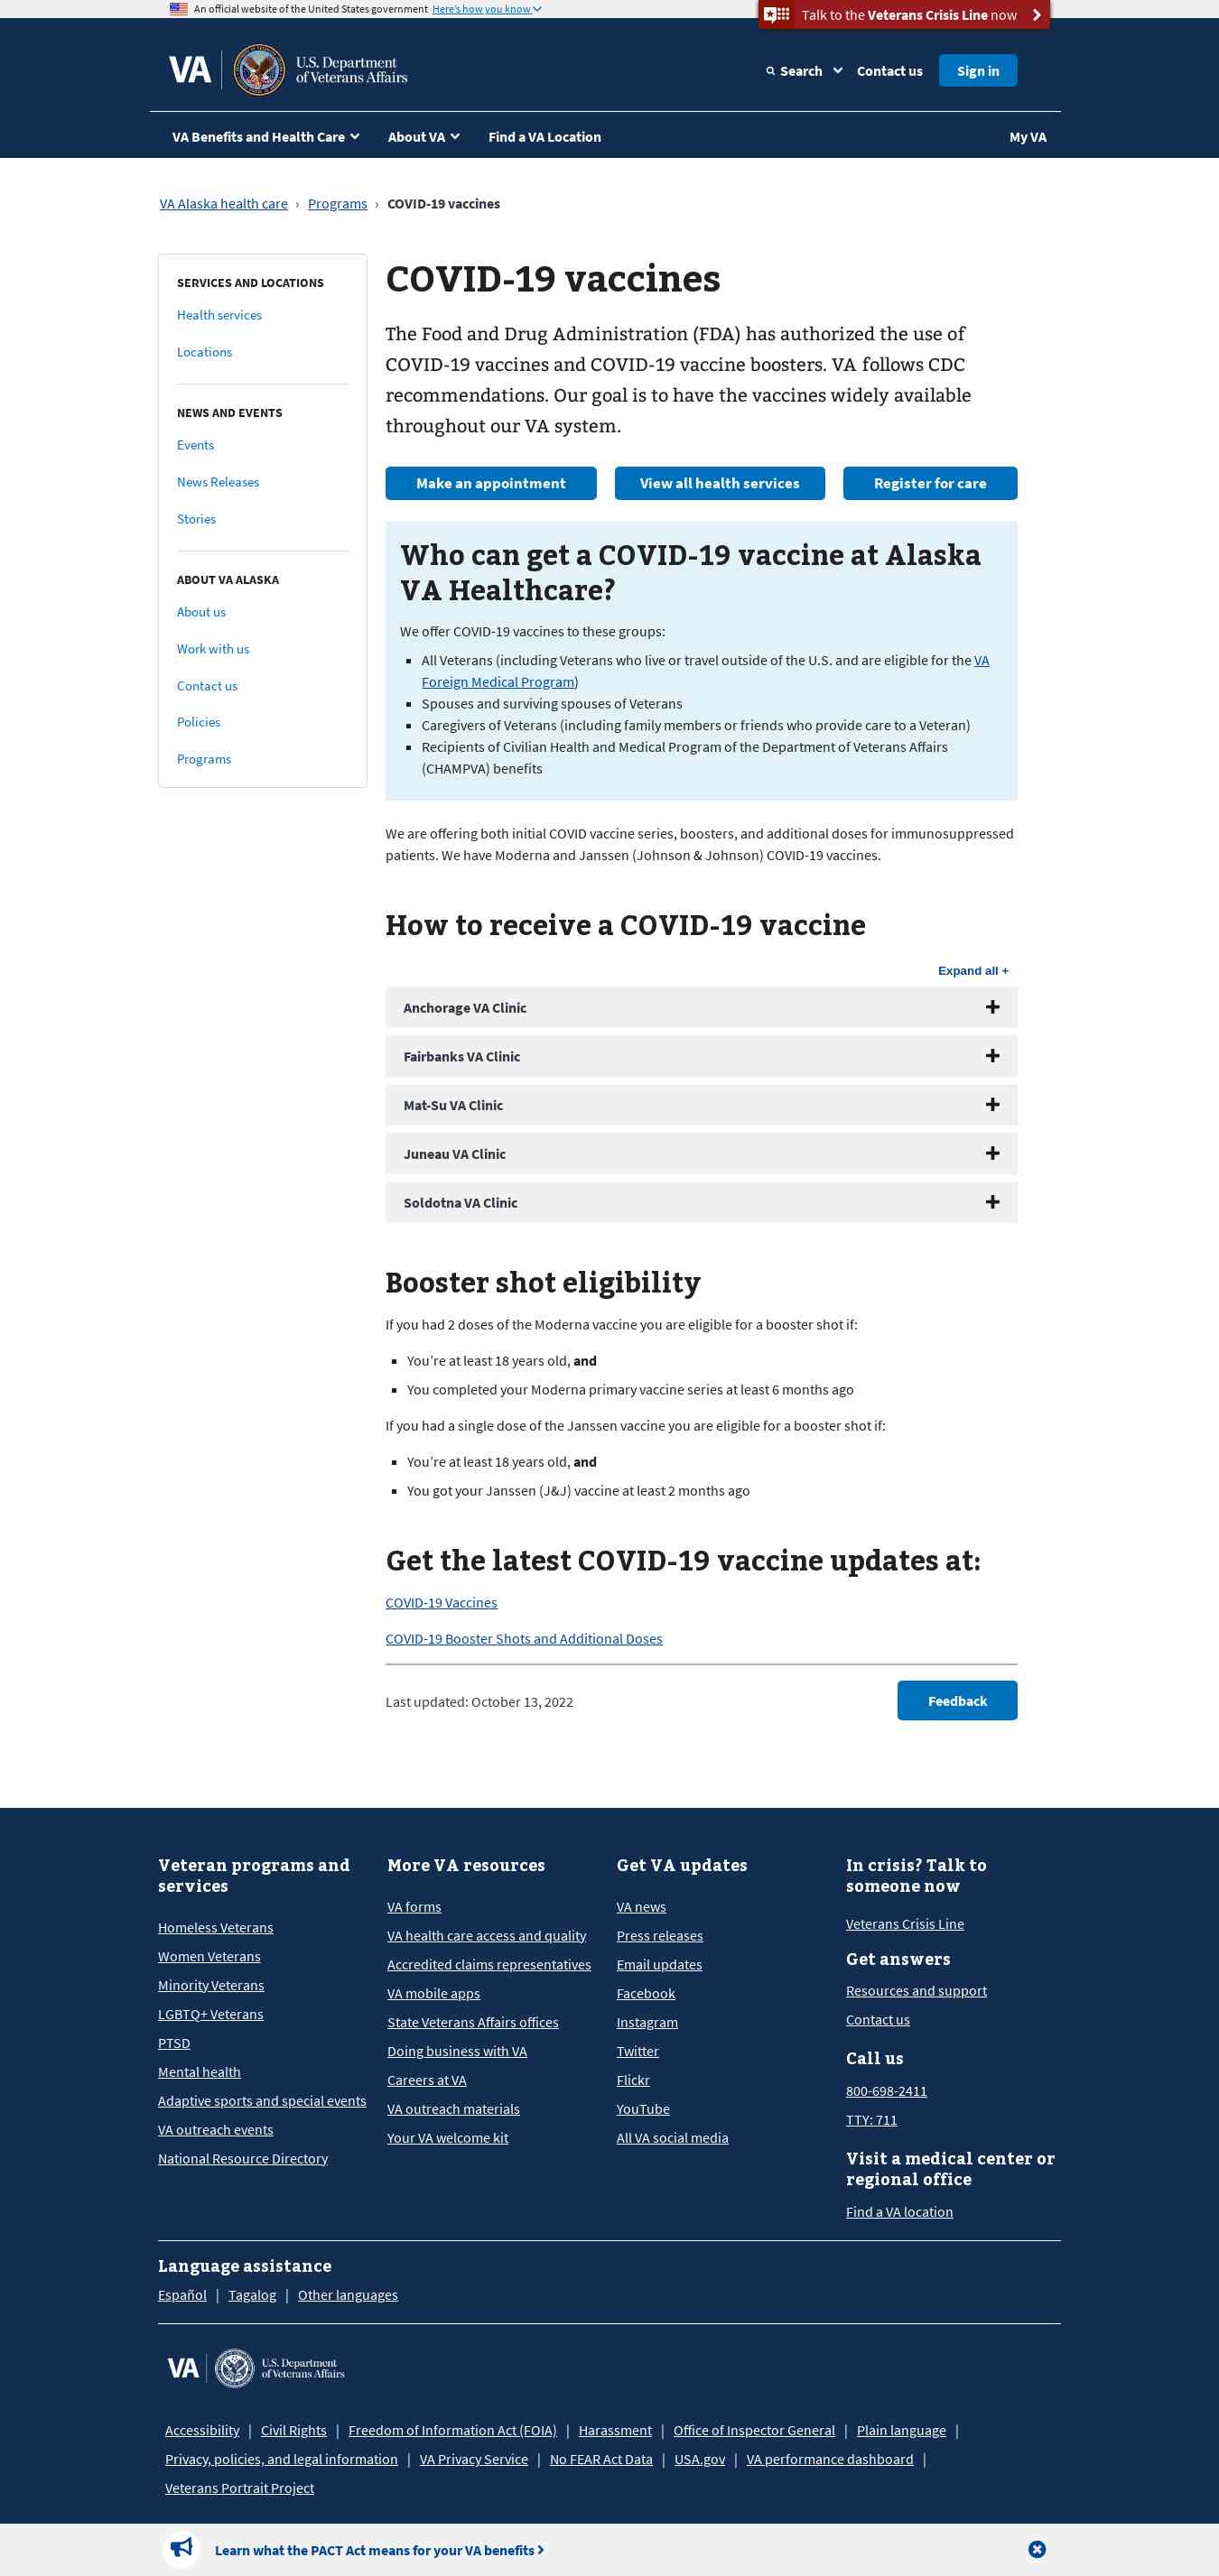 An official website of the United States government Here's how you know
Talk to the Veterans Crisis Line now
VA
U.S. Department
of Veterans Affairs
Search
Contact us
Sign in
VA Benefits and Health Care
About VA
Find a VA Location
My VA
VA Alaska health care › Programs › COVID-19 vaccines
SERVICES AND LOCATIONS
Health services
Locations
NEWS AND EVENTS
Events
News Releases
Stories
ABOUT VA ALASKA
About us
Work with us
Contact us
Policies
Programs
COVID-19 vaccines
The Food and Drug Administration (FDA) has authorized the use of
COVID-19 vaccines and COVID-19 vaccine boosters. VA follows CDC
recommendations. Our goal is to have the vaccines widely available
throughout our VA system.
Make an appointment
View all health services
Register for care
Who can get a COVID-19 vaccine at Alaska
VA Healthcare?
We offer COVID-19 vaccines to these groups:
▪ All Veterans (including Veterans who live or travel outside of the U.S. and are eligible for the VA
Foreign Medical Program)
▪ Spouses and surviving spouses of Veterans
▪ Caregivers of Veterans (including family members or friends who provide care to a Veteran)
▪ Recipients of Civilian Health and Medical Program of the Department of Veterans Affairs
(CHAMPVA) benefits
We are offering both initial COVID vaccine series, boosters, and additional doses for immunosuppressed
patients. We have Moderna and Janssen (Johnson & Johnson) COVID-19 vaccines.
How to receive a COVID-19 vaccine
Expand all +
Anchorage VA Clinic
Fairbanks VA Clinic
Mat-Su VA Clinic
Juneau VA Clinic
Soldotna VA Clinic
Booster shot eligibility
If you had 2 doses of the Moderna vaccine you are eligible for a booster shot if:
▪ You're at least 18 years old, and
▪ You completed your Moderna primary vaccine series at least 6 months ago
If you had a single dose of the Janssen vaccine you are eligible for a booster shot if:
▪ You're at least 18 years old, and
▪ You got your Janssen (J&J) vaccine at least 2 months ago
Get the latest COVID-19 vaccine updates at:
COVID-19 Vaccines
COVID-19 Booster Shots and Additional Doses
Last updated: October 13, 2022
Feedback
Veteran programs and
services
Homeless Veterans
Women Veterans
Minority Veterans
LGBTQ+ Veterans
PTSD
Mental health
Adaptive sports and special events
VA outreach events
National Resource Directory
More VA resources
VA forms
VA health care access and quality
Accredited claims representatives
VA mobile apps
State Veterans Affairs offices
Doing business with VA
Careers at VA
VA outreach materials
Your VA welcome kit
Get VA updates
VA news
Press releases
Email updates
Facebook
Instagram
Twitter
Flickr
YouTube
All VA social media
In crisis? Talk to
someone now
Veterans Crisis Line
Get answers
Resources and support
Contact us
Call us
800-698-2411
TTY: 711
Visit a medical center or
regional office
Find a VA location
Language assistance
Español | Tagalog | Other languages
VA
U.S. Department
of Veterans Affairs
Accessibility | Civil Rights | Freedom of Information Act (FOIA) | Harassment | Office of Inspector General | Plain language |
Privacy, policies, and legal information | VA Privacy Service | No FEAR Act Data | USA.gov | VA performance dashboard |
Veterans Portrait Project
Learn what the PACT Act means for your VA benefits